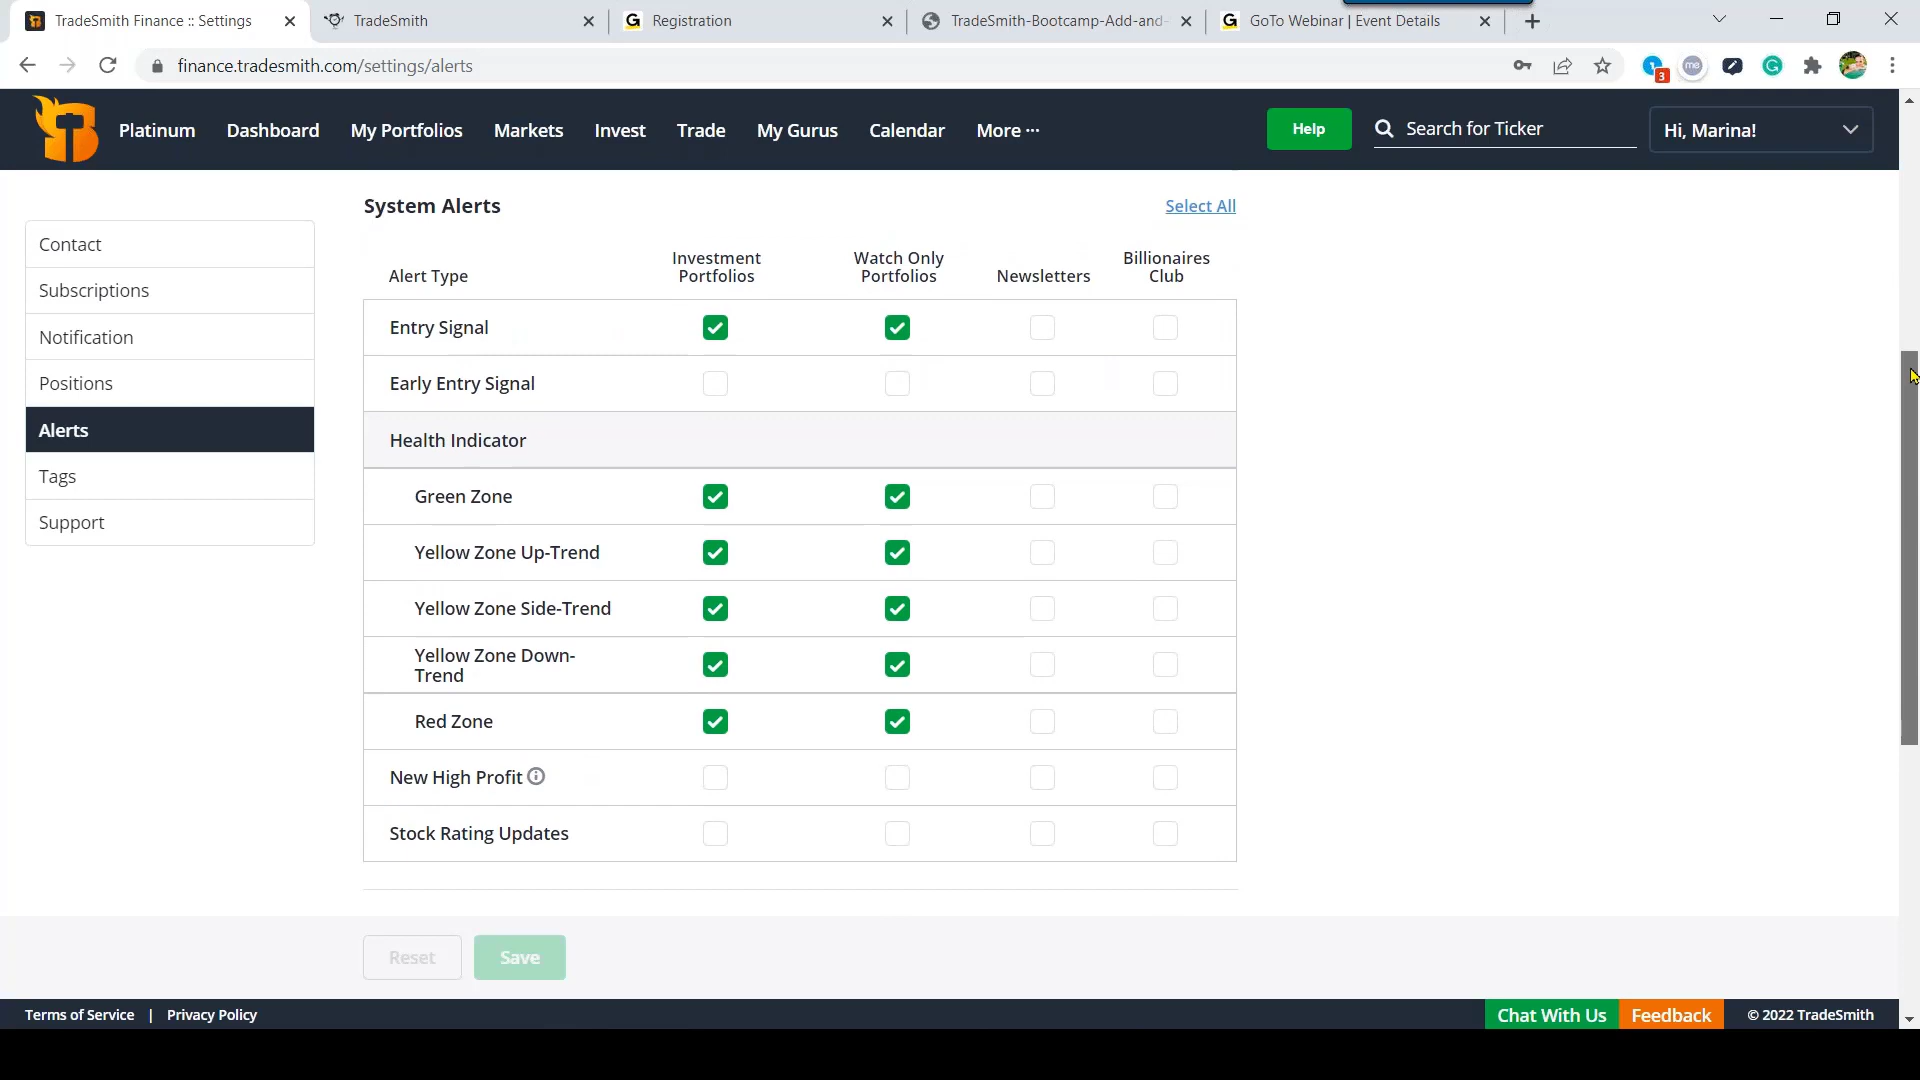 TradeSmith Finance :: Settings
TradeSmith
Registration
TradeSmith-Bootcamp-Add-and-
GoTo Webinar | Event Details
finance.tradesmith.com/settings/alerts
3
me
Platinum
Dashboard
My Portfolios
Markets
Invest
Trade
My Gurus
Calendar
More ···
Help
Search for Ticker
Hi, Marina!
Contact
Subscriptions
Notification
Positions
Alerts
Tags
Support
System Alerts
Select All
Alert Type
Investment
Portfolios
Watch Only
Portfolios
Newsletters
Billionaires
Club
Entry Signal
Early Entry Signal
Health Indicator
Green Zone
Yellow Zone Up-Trend
Yellow Zone Side-Trend
Yellow Zone Down-
Trend
Red Zone
New High Profit
Stock Rating Updates
Reset
Save
Terms of Service | Privacy Policy
Chat With Us
Feedback
© 2022 TradeSmith